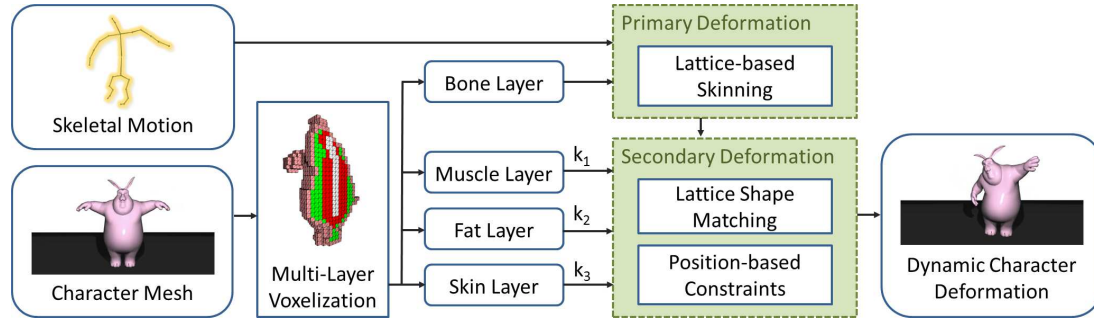 Skeletal Motion
Character Mesh
Multi-Layer
Voxelization
Bone Layer
Muscle Layer
Fat Layer
Skin Layer
k1
k2
k3
Primary Deformation
Lattice-based
Skinning
Secondary Deformation
Lattice Shape
Matching
Position-based
Constraints
Dynamic Character
Deformation